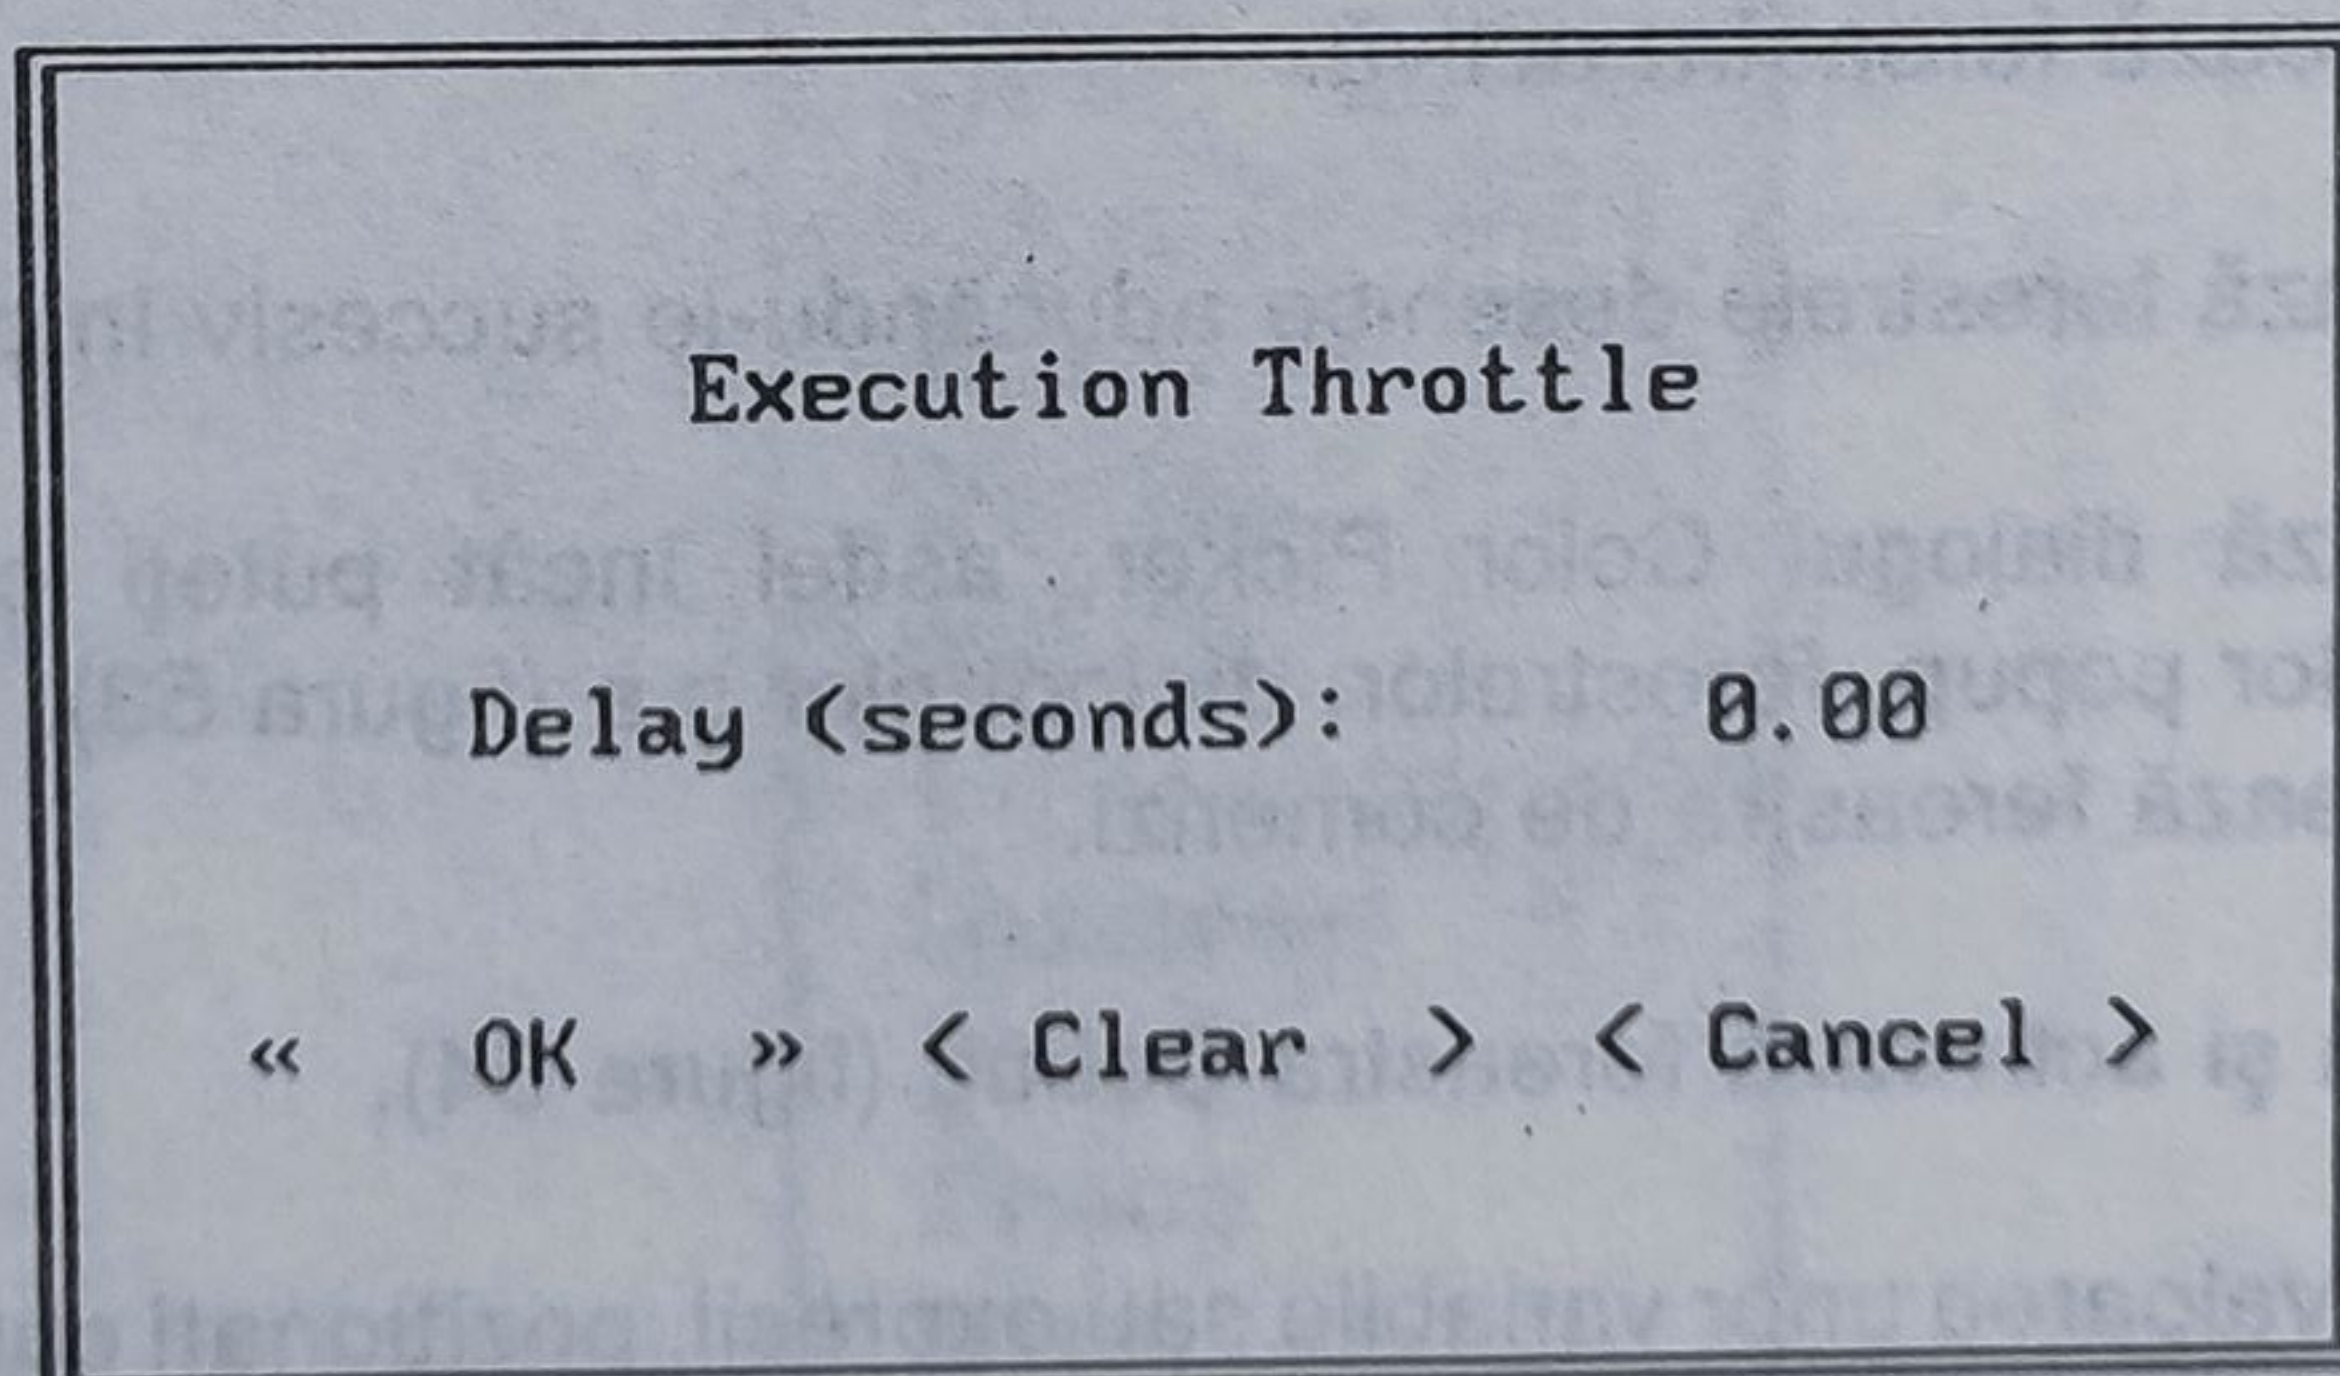 Execution Throttle
Delay (seconds): 0.00
« OK » < Clear > < Cancel >